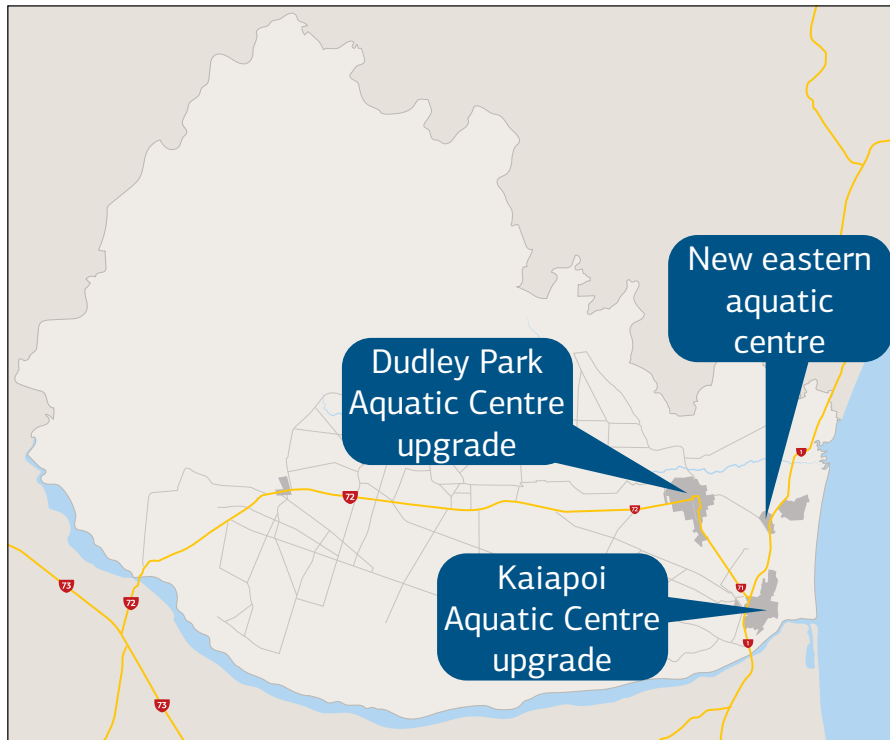 New eastern
aquatic
centre
Dudley Park
Aquatic Centre
upgrade
1
72
72
Kaiapoi
Aquatic Centre
upgrade
71
73
72
1
73